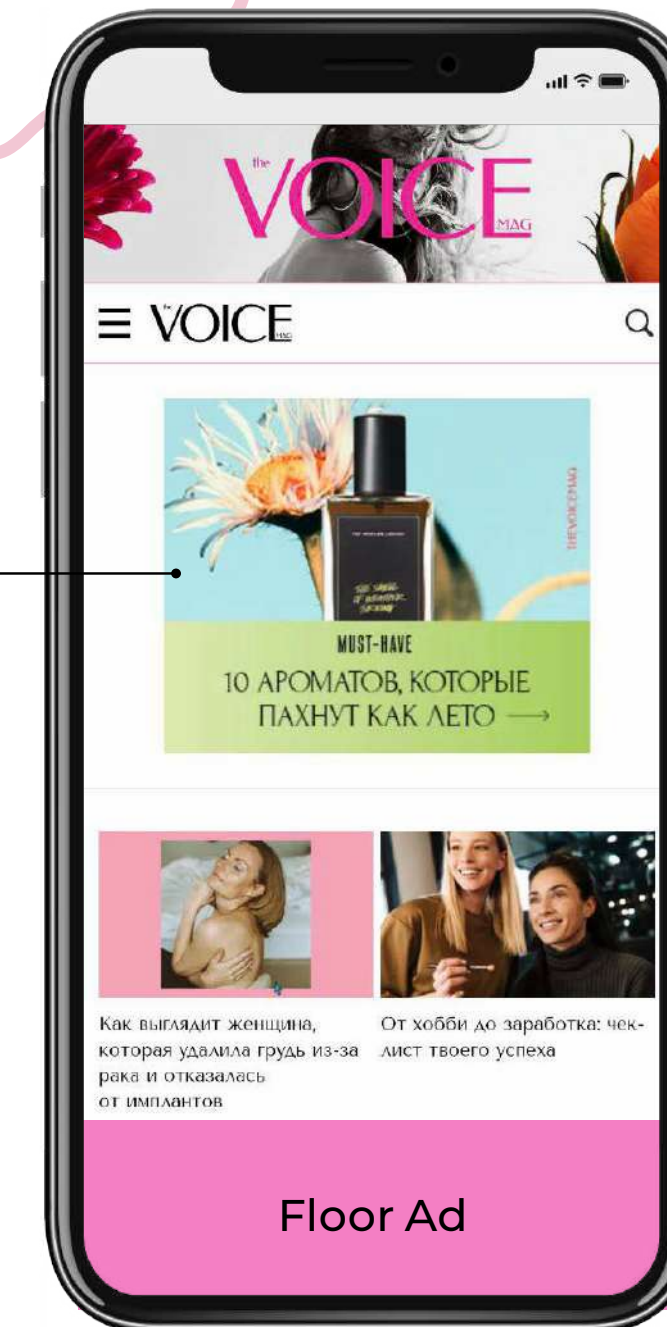 the
VOICE
MAG
the
VOICE
MAG
THEVOICEMAG
MUST-HAVE
10 АРОМАТОВ, КОТОРЫЕ
ПАХНУТ КАК ЛЕТО
Как выглядит женщина,
которая удалила грудь из-за
рака и отказалась
от имплантов
От хобби до заработка: чек-
лист твоего успеха
Floor Ad